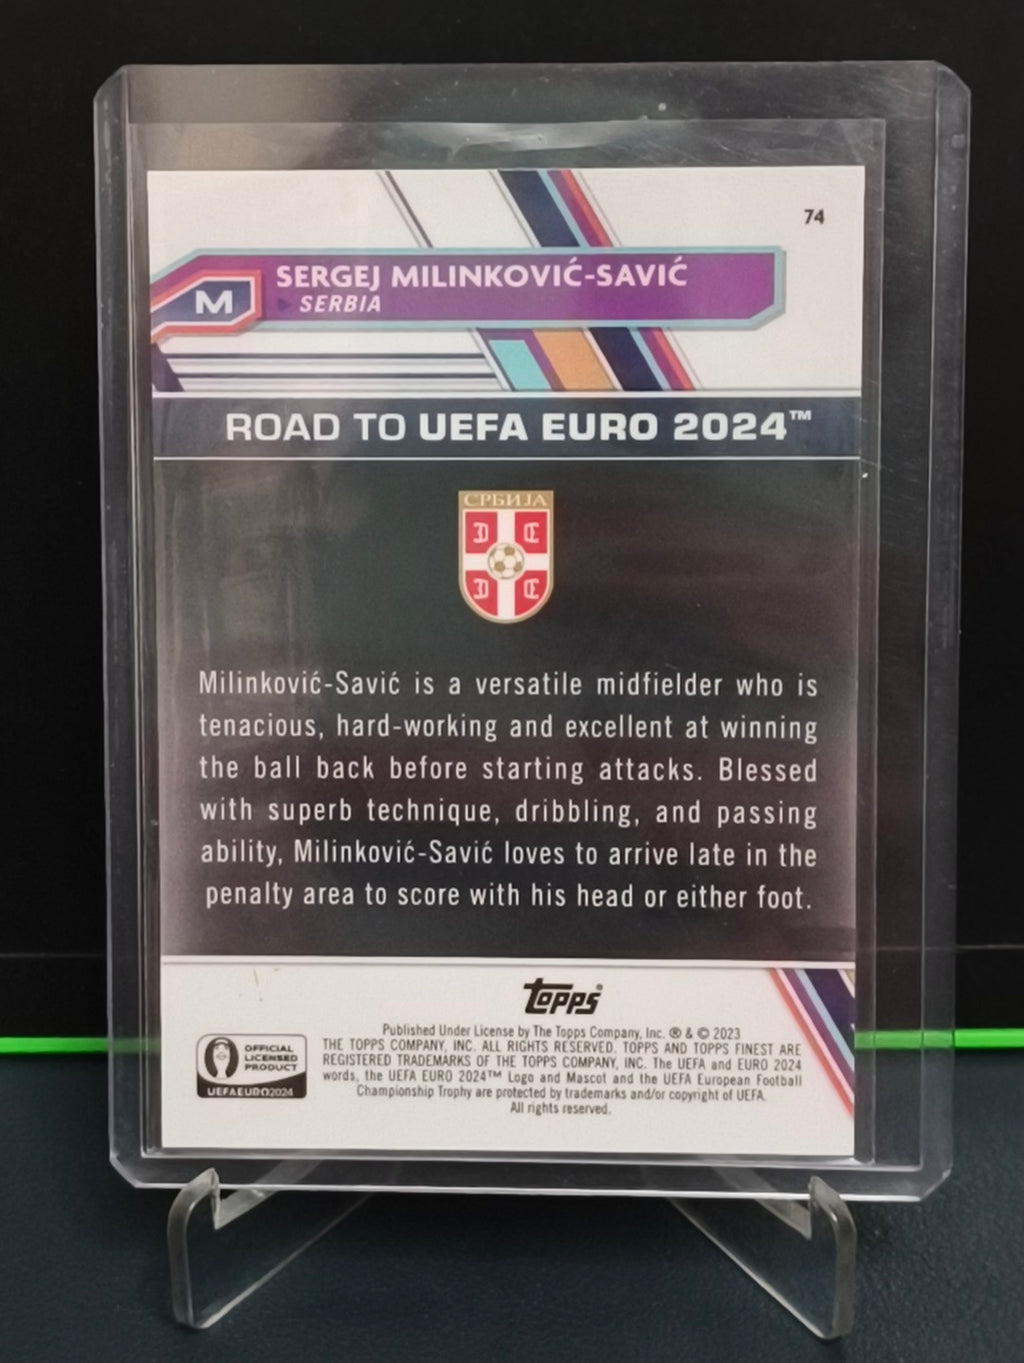 74
SERGEJ MILINKOVIĆ-SAVIĆ
M
SERBIA
ROAD TO UEFA EURO 2024™
СРБИЈА
Milinković-Savić is a versatile midfielder who is
tenacious, hard-working and excellent at winning
the ball back before starting attacks. Blessed
with superb technique, dribbling, and passing
ability, Milinković-Savić loves to arrive late in the
penalty area to score with his head or either foot.
topps®
Published Under License by The Topps Company, Inc. ® & © 2023
THE TOPPS COMPANY, INC. ALL RIGHTS RESERVED. TOPPS AND TOPPS FINEST ARE
REGISTERED TRADEMARKS OF THE TOPPS COMPANY, INC. The UEFA and EURO 2024
words, the UEFA EURO 2024™ Logo and Mascot and the UEFA European Football
Championship Trophy are protected by trademarks and/or copyright of UEFA.
All rights reserved.
OFFICIAL
LICENSED
PRODUCT
UEFAEURO2024